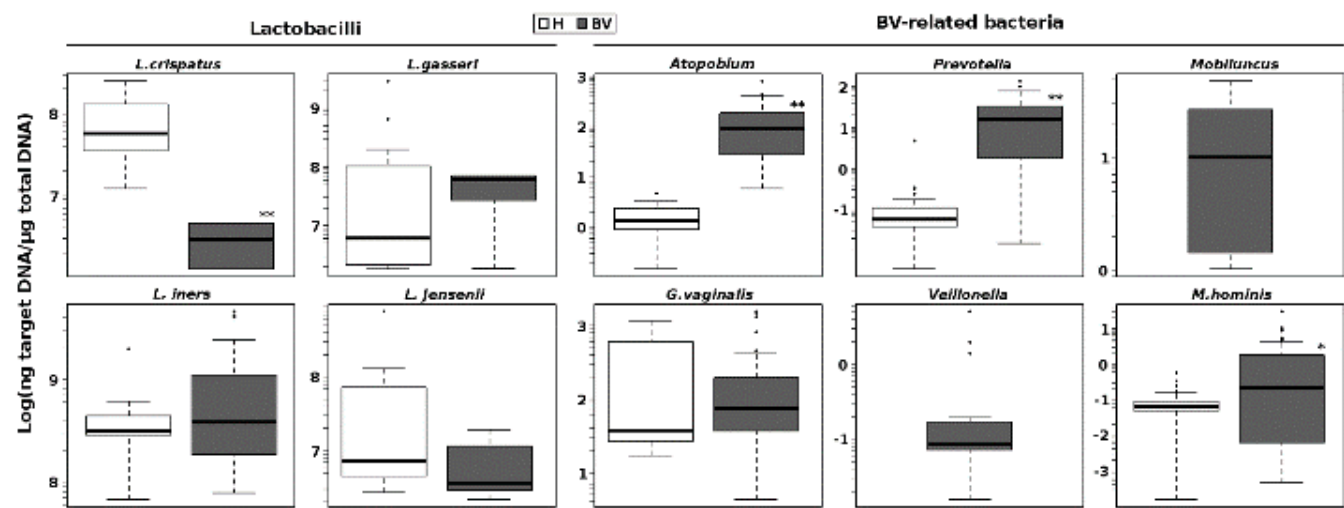 Lactobacilli
H BV
BV-related bacteria
L.crispatus
L.gasseri
Atopobium
Prevotella
Mobiluncus
8
7
**
9
8
7
3
2
1
0
**
2
1
0
-1
**
1
0
L. iners
L. Jensenii
G.vaginalis
Veillonella
M.hominis
9
8
8
7
3
2
1
0
-1
1
0
-1
-2
-3
*
Log(ng target DNA/µg total DNA)